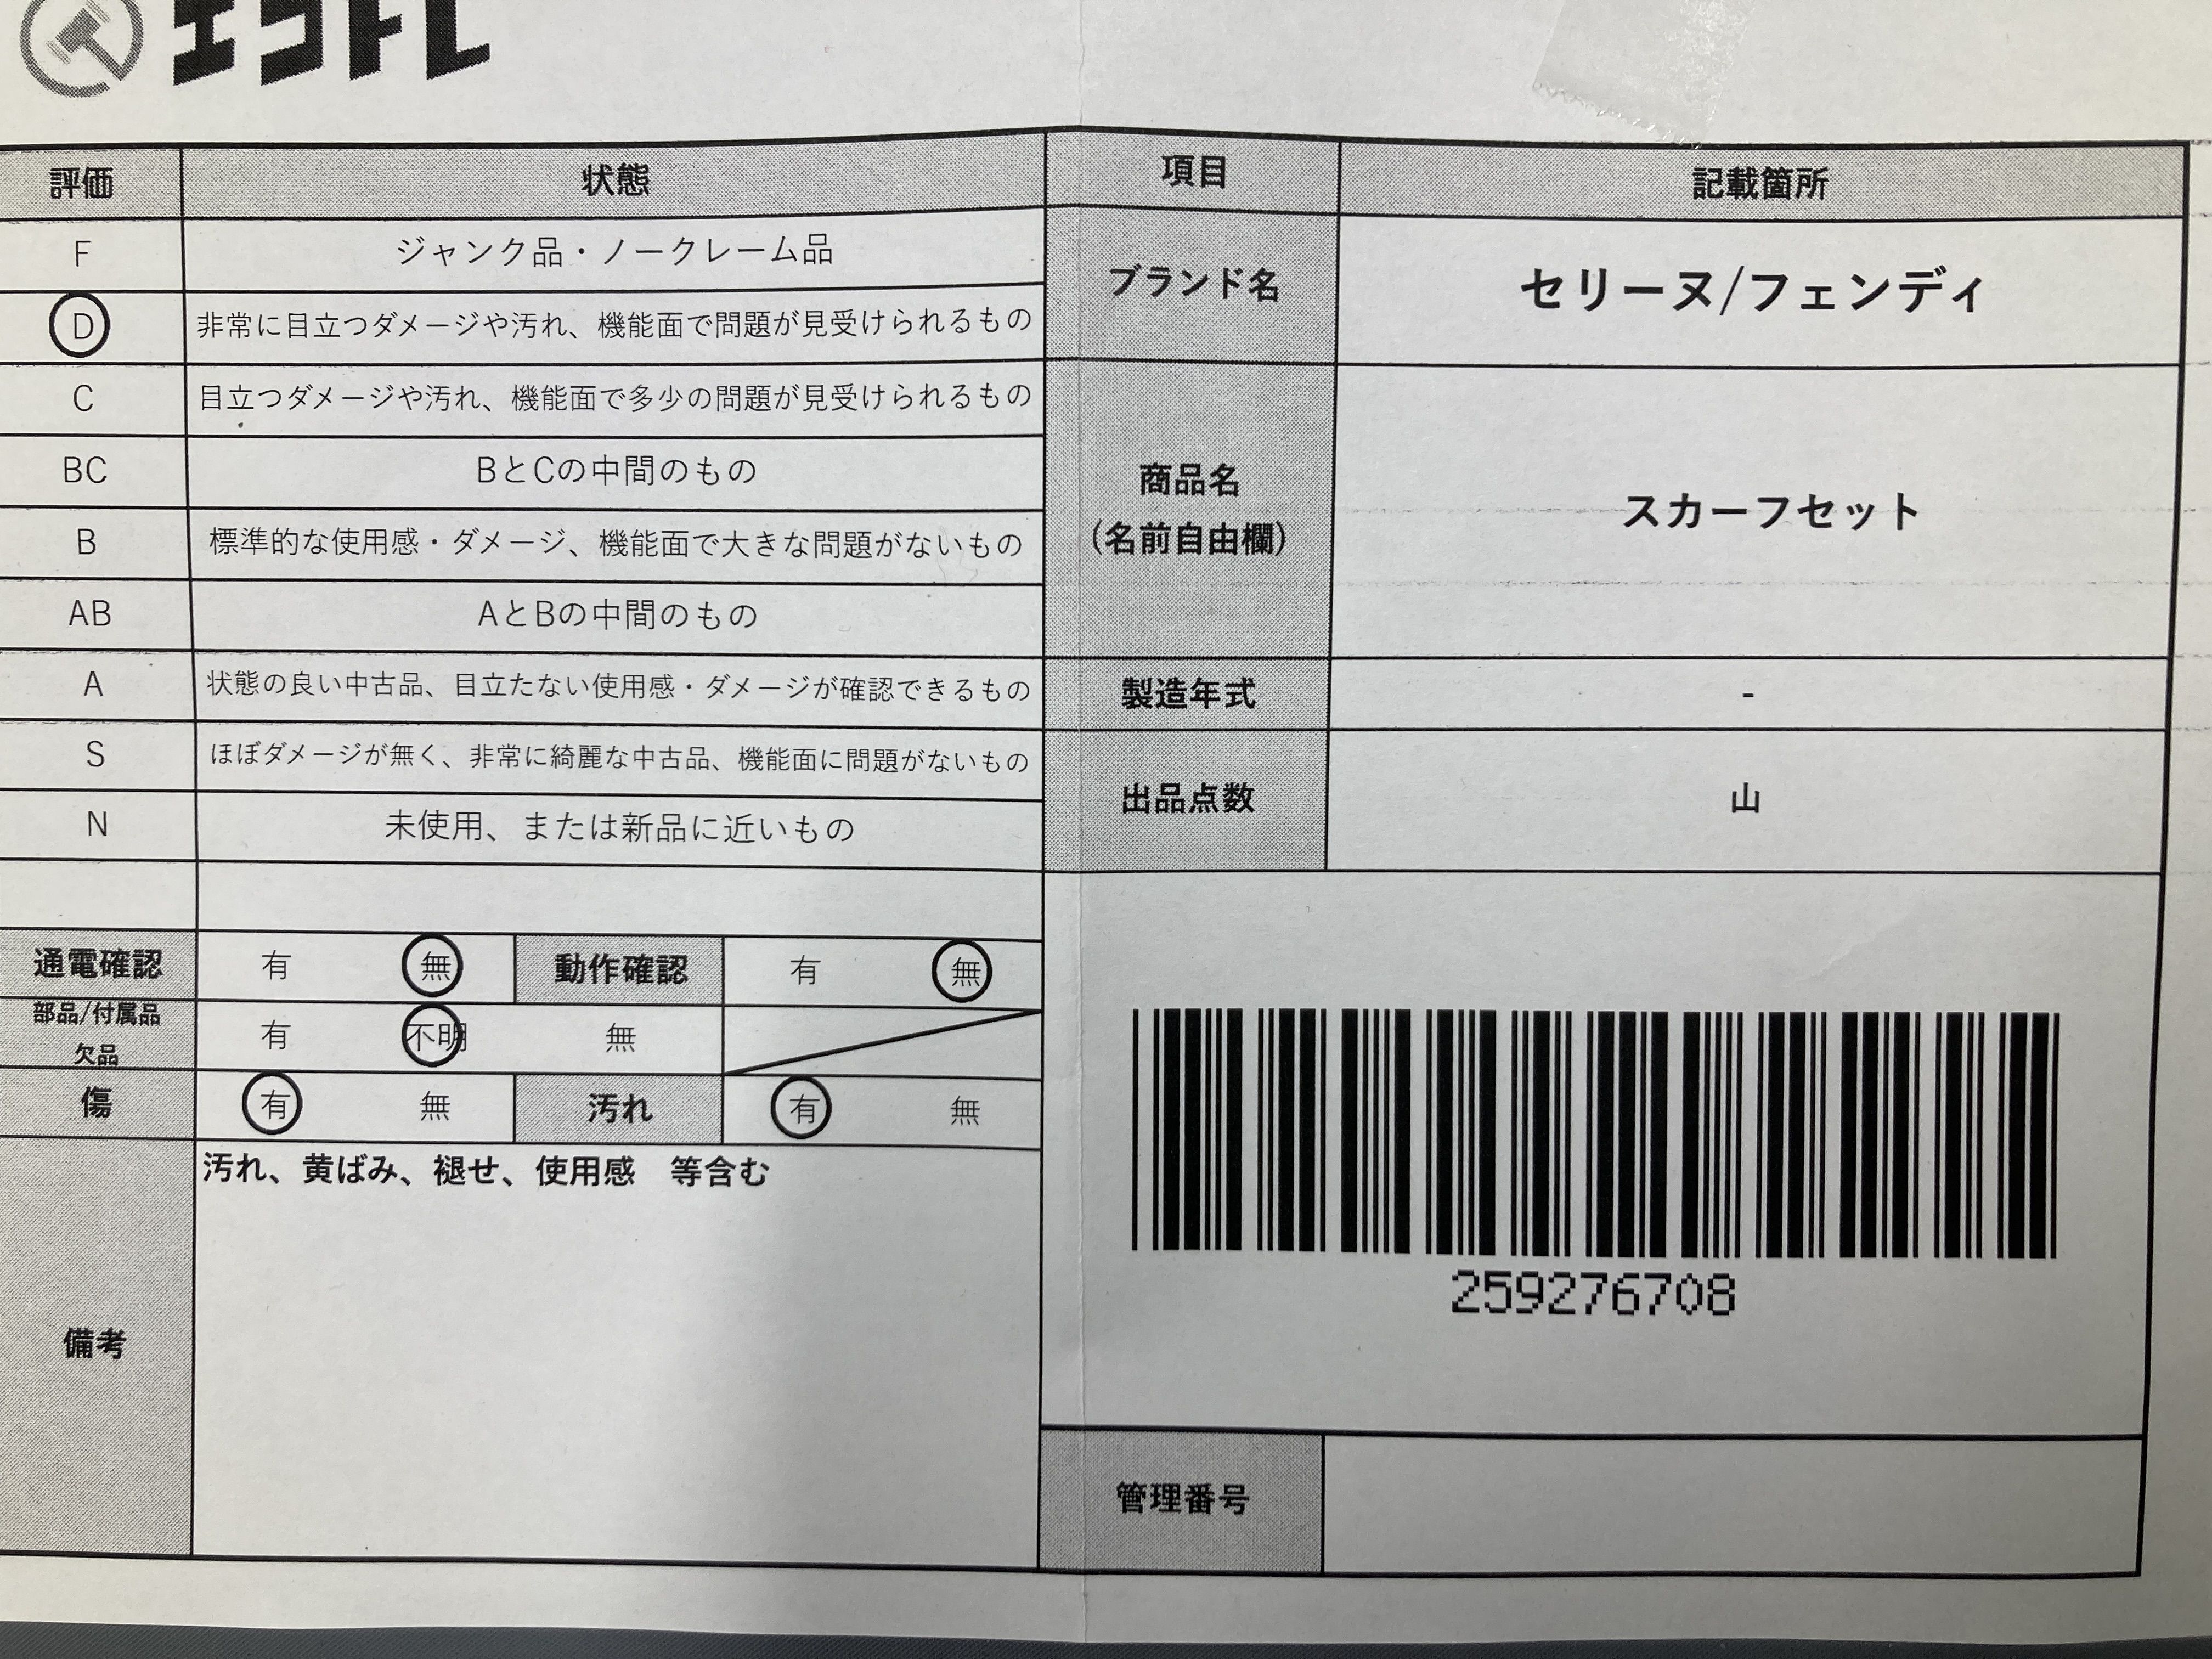 エコトレ
評価 状態 項目 記載箇所
F ジャンク品・ノークレーム品
D 非常に目立つダメージや汚れ、機能面で問題が見受けられるもの
ブランド名 セリーヌ/フェンディ
C 目立つダメージや汚れ、機能面で多少の問題が見受けられるもの
BC BとCの中間のもの
B 標準的な使用感・ダメージ、機能面で大きな問題がないもの
商品名
(名前自由欄)
スカーフセット
AB AとBの中間のもの
A 状態の良い中古品、目立たない使用感・ダメージが確認できるもの
製造年式 -
S ほぼダメージが無く、非常に綺麗な中古品、機能面に問題がないもの
出品点数 山
N 未使用、または新品に近いもの
通電確認 有 無 動作確認 有 無
部品/付属品
欠品
有 不明 無
傷 有 無 汚れ 有 無
備考
汚れ、黄ばみ、褪せ、使用感 等含む
259276708
管理番号